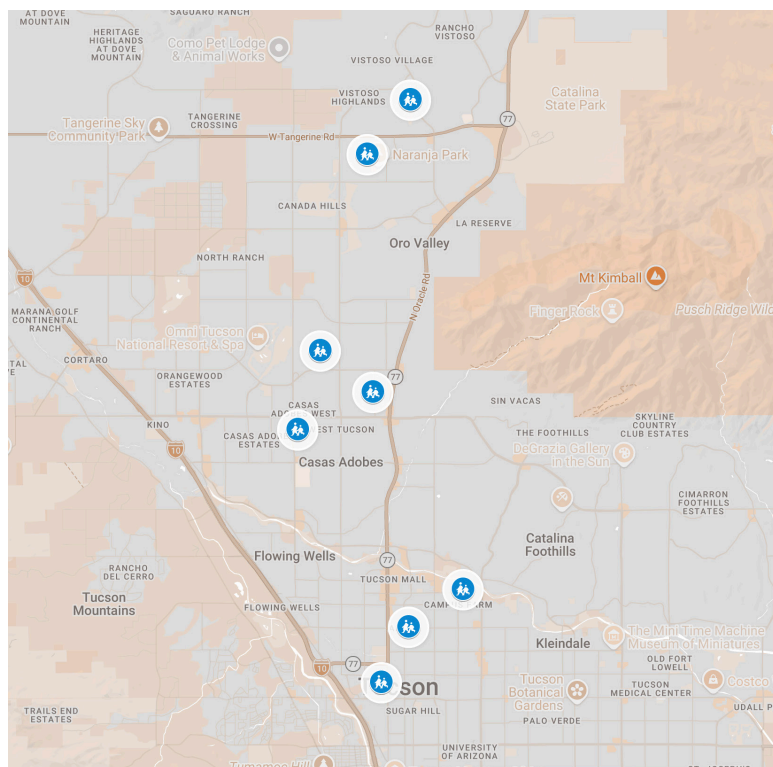 AT DOVE
MOUNTAIN
SAGUARO RANCH
HERITAGE
HIGHLANDS
AT DOVE
MOUNTAIN
Como Pet Lodge
& Animal Works
RANCHO
VISTOSO
VISTOSO VILLAGE
VISTOSO
HIGHLANDS
Catalina
State Park
Tangerine Sky
Community Park
TANGERINE
CROSSING
77
W Tangerine Rd
Naranja Park
CANADA HILLS
LA RESERVE
Oro Valley
NORTH RANCH
10
Mt Kimball
N Oracle Rd
Finger Rock
Pusch Ridge Wild
MARANA GOLF
CONTINENTAL
RANCH
Omni Tucson
National Resort & Spa
CORTARO
ORANGEWOOD
ESTATES
77
SIN VACAS
CASAS
KINO
CASAS ADO
ESTATES
EST TUCSON
THE FOOTHILLS
SKYLINE
COUNTRY
CLUB ESTATES
10
DeGrazia Gallery
in the Sun
Casas Adobes
CIMARRON
FOOTHILLS
ESTATES
Catalina
Foothills
Flowing Wells
77
RANCHO
DEL CERRO
TUCSON MALL
Tucson
Mountains
FLOWING WELLS
Kleindale
The Mini Time Machine
Museum of Miniatures
OLD FORT
LOWELL
10
77
Tucson
Botanical
Gardens
TUCSON
MEDICAL CENTER
Costco
SUGAR HILL
PALO VERDE
UDALL P
TRAILS END
ESTATES
UNIVERSITY
OF ARIZONA